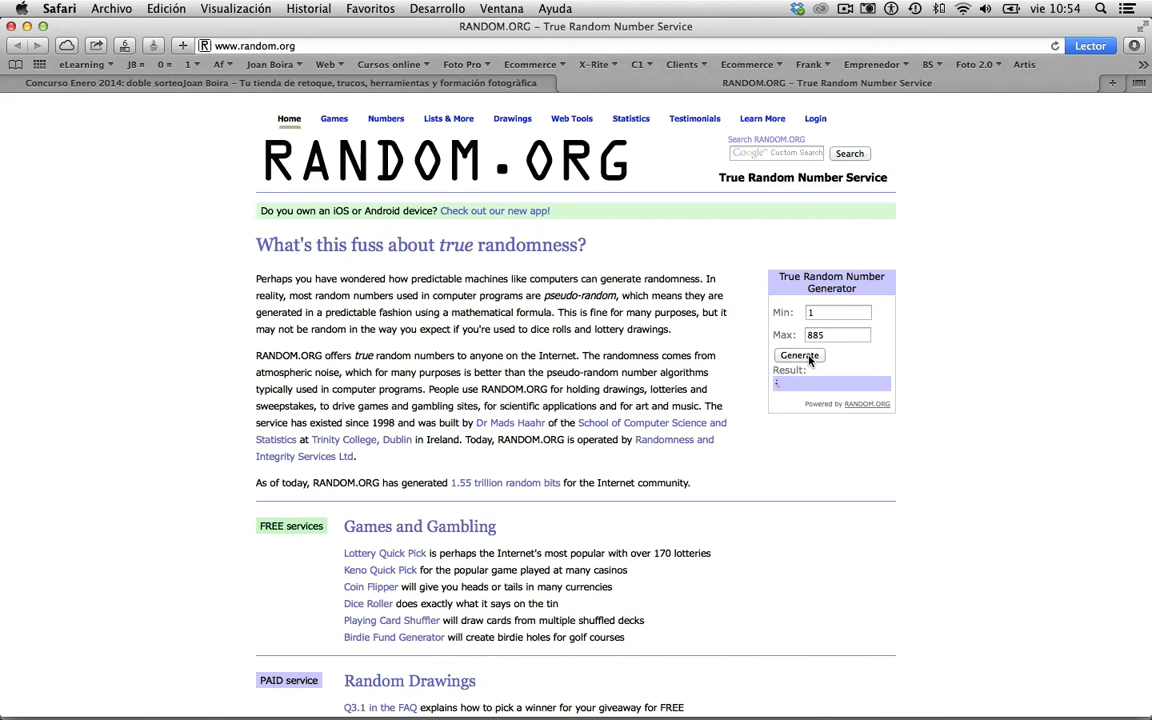 Safari Archivo Edición Visualización Historial Favoritos Desarrollo Ventana Ayuda vie 10:54
RANDOM.ORG – True Random Number Service
www.random.org Lector
eLearning JB = 0 = 1 Af Joan Boira Web Cursos online Foto Pro Ecommerce X-Rite C1 Clients Ecommerce Frank Emprenedor BS Foto 2.0 Artis
Concurso Enero 2014: doble sorteoJoan Boira – Tu tienda de retoque, trucos, herramientas y formación fotográfica RANDOM.ORG – True Random Number Service
Home Games Numbers Lists & More Drawings Web Tools Statistics Testimonials Learn More Login
Search RANDOM.ORG
RANDOM.ORG
Google™ Custom Search Search
True Random Number Service
Do you own an iOS or Android device? Check out our new app!
What's this fuss about true randomness?
Perhaps you have wondered how predictable machines like computers can generate randomness. In
reality, most random numbers used in computer programs are pseudo-random, which means they are
generated in a predictable fashion using a mathematical formula. This is fine for many purposes, but it
may not be random in the way you expect if you're used to dice rolls and lottery drawings.
RANDOM.ORG offers true random numbers to anyone on the Internet. The randomness comes from
atmospheric noise, which for many purposes is better than the pseudo-random number algorithms
typically used in computer programs. People use RANDOM.ORG for holding drawings, lotteries and
sweepstakes, to drive games and gambling sites, for scientific applications and for art and music. The
service has existed since 1998 and was built by Dr Mads Haahr of the School of Computer Science and
Statistics at Trinity College, Dublin in Ireland. Today, RANDOM.ORG is operated by Randomness and
Integrity Services Ltd.
As of today, RANDOM.ORG has generated 1.55 trillion random bits for the Internet community.
True Random Number
Generator
Min: 1
Max: 885
Generate
Result:
Powered by RANDOM.ORG
FREE services
Games and Gambling
Lottery Quick Pick is perhaps the Internet's most popular with over 170 lotteries
Keno Quick Pick for the popular game played at many casinos
Coin Flipper will give you heads or tails in many currencies
Dice Roller does exactly what it says on the tin
Playing Card Shuffler will draw cards from multiple shuffled decks
Birdie Fund Generator will create birdie holes for golf courses
PAID service
Random Drawings
Q3.1 in the FAQ explains how to pick a winner for your giveaway for FREE